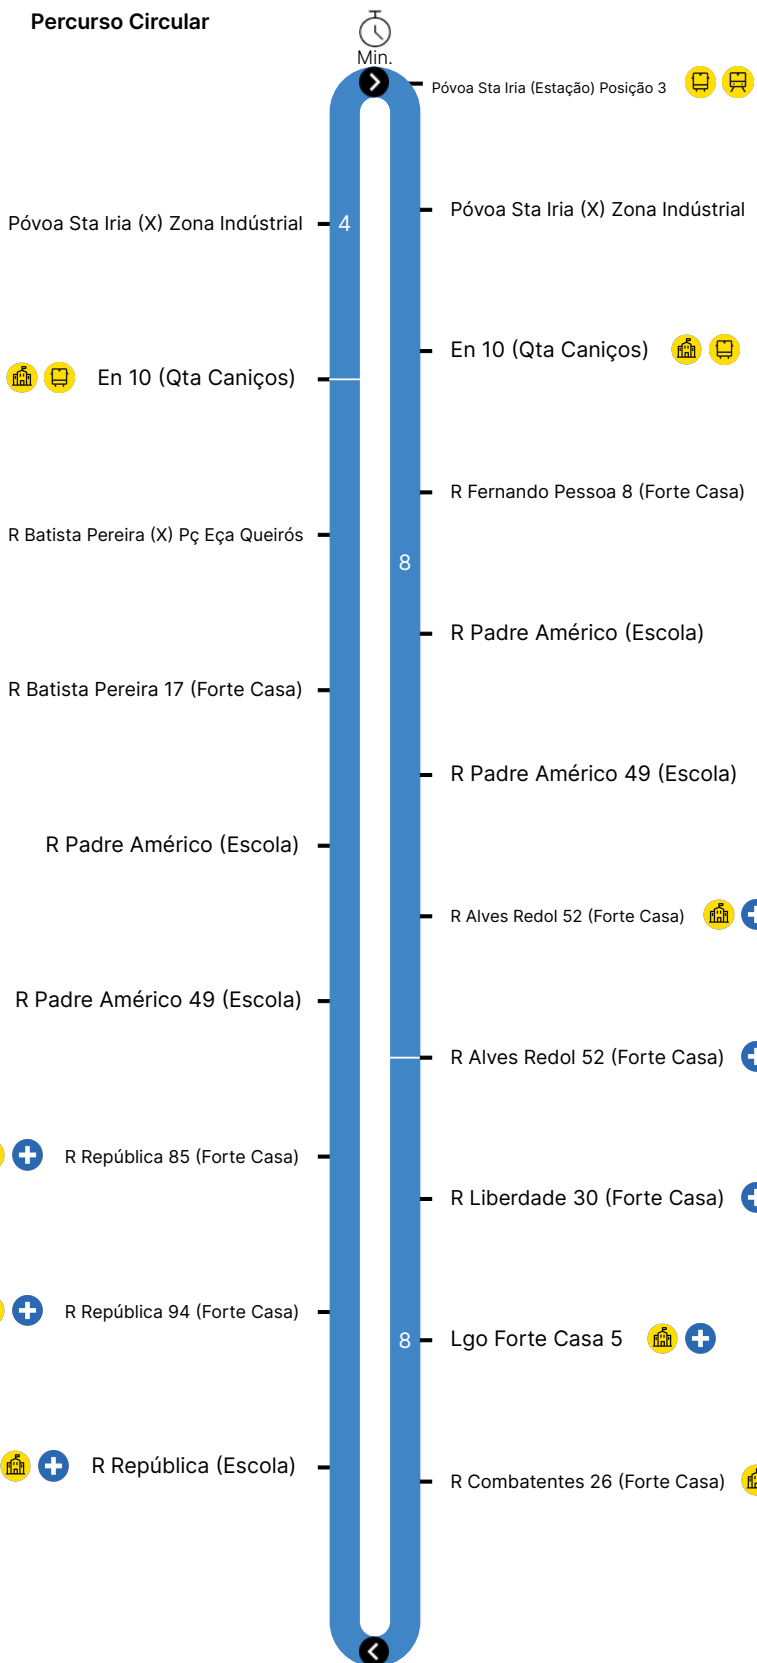 Percurso Circular
Min.
Póvoa Sta Iria (Estação) Posição 3
Póvoa Sta Iria (X) Zona Indústrial
4
Póvoa Sta Iria (X) Zona Indústrial
En 10 (Qta Caniços)
En 10 (Qta Caniços)
R Fernando Pessoa 8 (Forte Casa)
R Batista Pereira (X) Pç Eça Queirós
8
R Padre Américo (Escola)
R Batista Pereira 17 (Forte Casa)
R Padre Américo 49 (Escola)
R Padre Américo (Escola)
R Alves Redol 52 (Forte Casa)
R Padre Américo 49 (Escola)
R Alves Redol 52 (Forte Casa)
R República 85 (Forte Casa)
R Liberdade 30 (Forte Casa)
R República 94 (Forte Casa)
8
Lgo Forte Casa 5
R República (Escola)
R Combatentes 26 (Forte Casa)